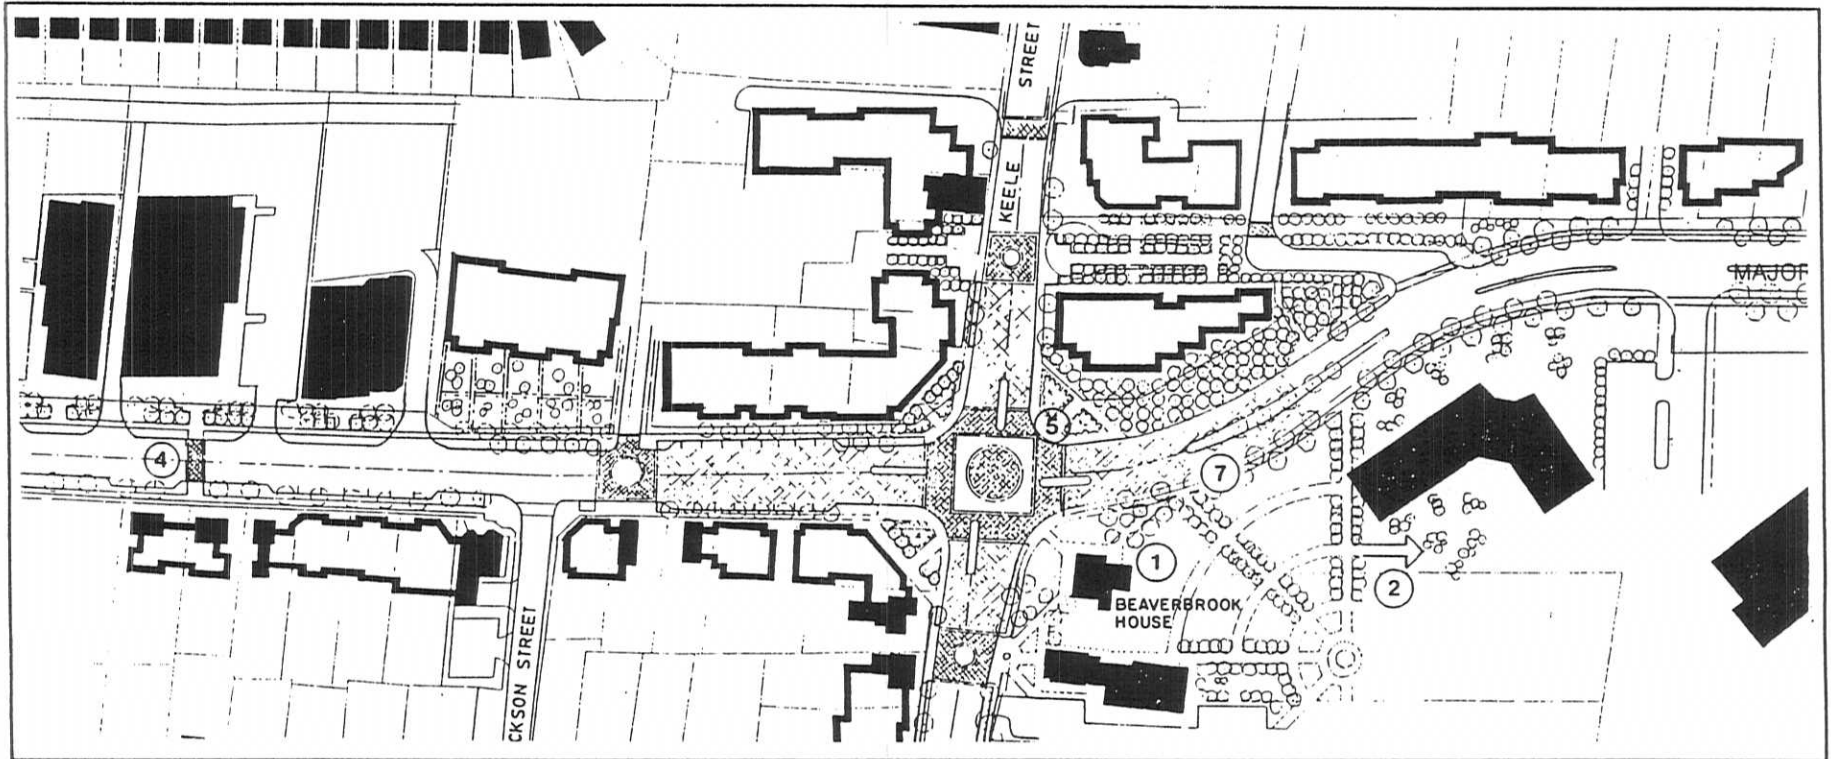 STREET
KEELE
MAJOR
5
4
7
1
2
BEAVERBROOK
HOUSE
CKSON STREET